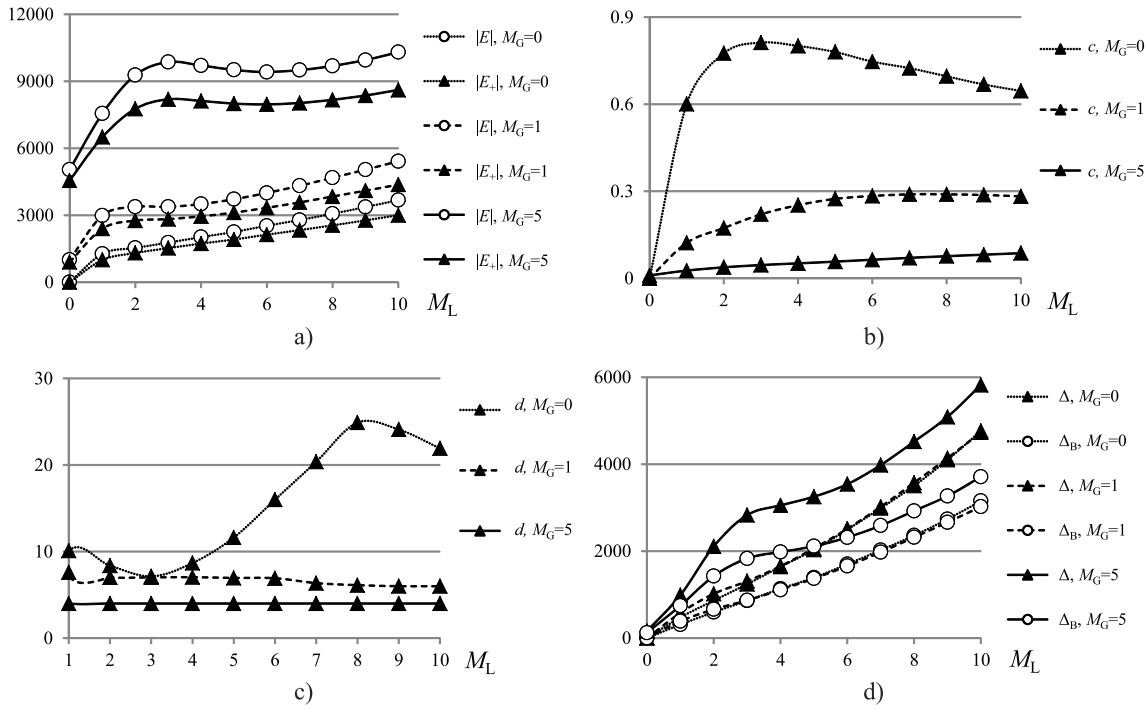 12000
9000
6000
3000
0
0 2 4 6 8 10 M_L
|E|, M_G=0
|E_+|, M_G=0
|E|, M_G=1
|E_+|, M_G=1
|E|, M_G=5
|E_+|, M_G=5
a)
0.9
0.6
0.3
0
0 2 4 6 8 10 M_L
c, M_G=0
c, M_G=1
c, M_G=5
b)
30
20
10
0
1 2 3 4 5 6 7 8 9 10 M_L
d, M_G=0
d, M_G=1
d, M_G=5
c)
6000
4000
2000
0
0 2 4 6 8 10 M_L
Δ, M_G=0
Δ_B, M_G=0
Δ, M_G=1
Δ_B, M_G=1
Δ, M_G=5
Δ_B, M_G=5
d)